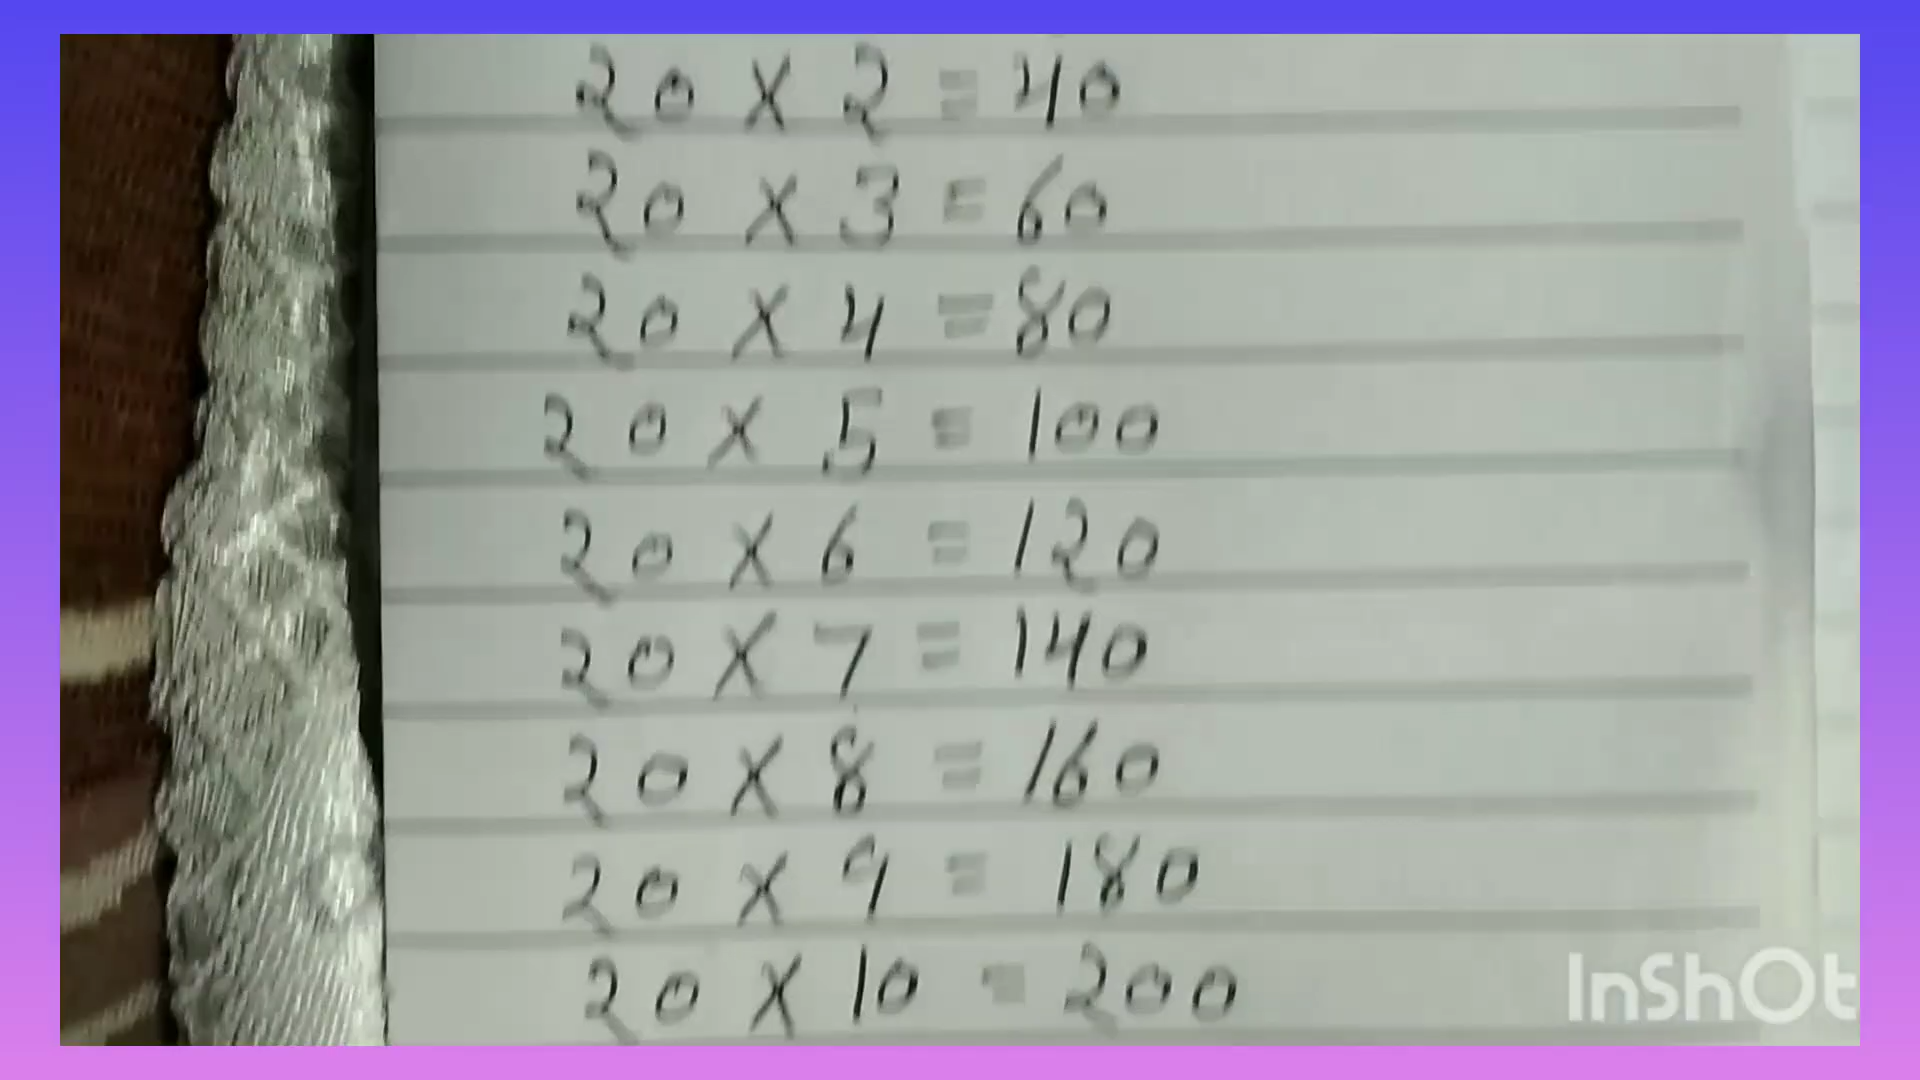 20 X 2 = 40
20 X 3 = 60
20 X 4 = 80
20 X 5 = 100
20 X 6 = 120
20 X 7 = 140
20 X 8 = 160
20 X 9 = 180
20 X 10 = 200
InShOt